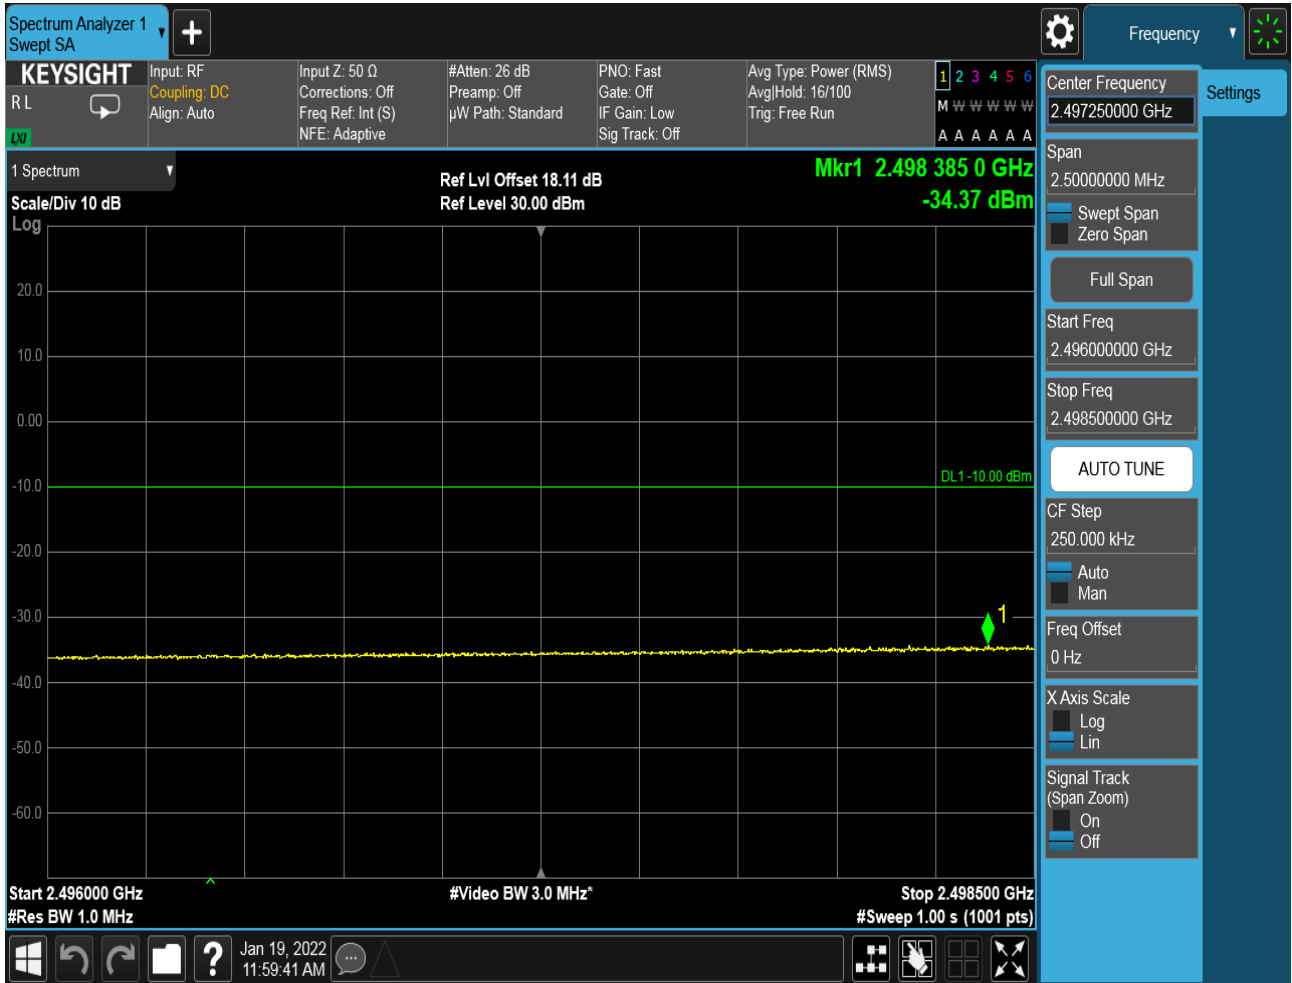 Spectrum Analyzer 1
Swept SA
Frequency
KEYSIGHT
R L
LXI
Input: RF
Coupling: DC
Align: Auto
Input Z: 50 Ω
Corrections: Off
Freq Ref: Int (S)
NFE: Adaptive
#Atten: 26 dB
Preamp: Off
µW Path: Standard
PNO: Fast
Gate: Off
IF Gain: Low
Sig Track: Off
Avg Type: Power (RMS)
Avg|Hold: 16/100
Trig: Free Run
1 2 3 4 5 6
M W W W W W
A A A A A A
1 Spectrum
Scale/Div 10 dB
Log
Ref Lvl Offset 18.11 dB
Ref Level 30.00 dBm
Mkr1 2.498 385 0 GHz
-34.37 dBm
20.0
10.0
0.00
-10.0
-20.0
-30.0
-40.0
-50.0
-60.0
DL1 -10.00 dBm
1
Start 2.496000 GHz
#Res BW 1.0 MHz
#Video BW 3.0 MHz*
Stop 2.498500 GHz
#Sweep 1.00 s (1001 pts)
Jan 19, 2022
11:59:41 AM
Center Frequency
2.497250000 GHz
Settings
Span
2.50000000 MHz
Swept Span
Zero Span
Full Span
Start Freq
2.496000000 GHz
Stop Freq
2.498500000 GHz
AUTO TUNE
CF Step
250.000 kHz
Auto
Man
Freq Offset
0 Hz
X Axis Scale
Log
Lin
Signal Track
(Span Zoom)
On
Off